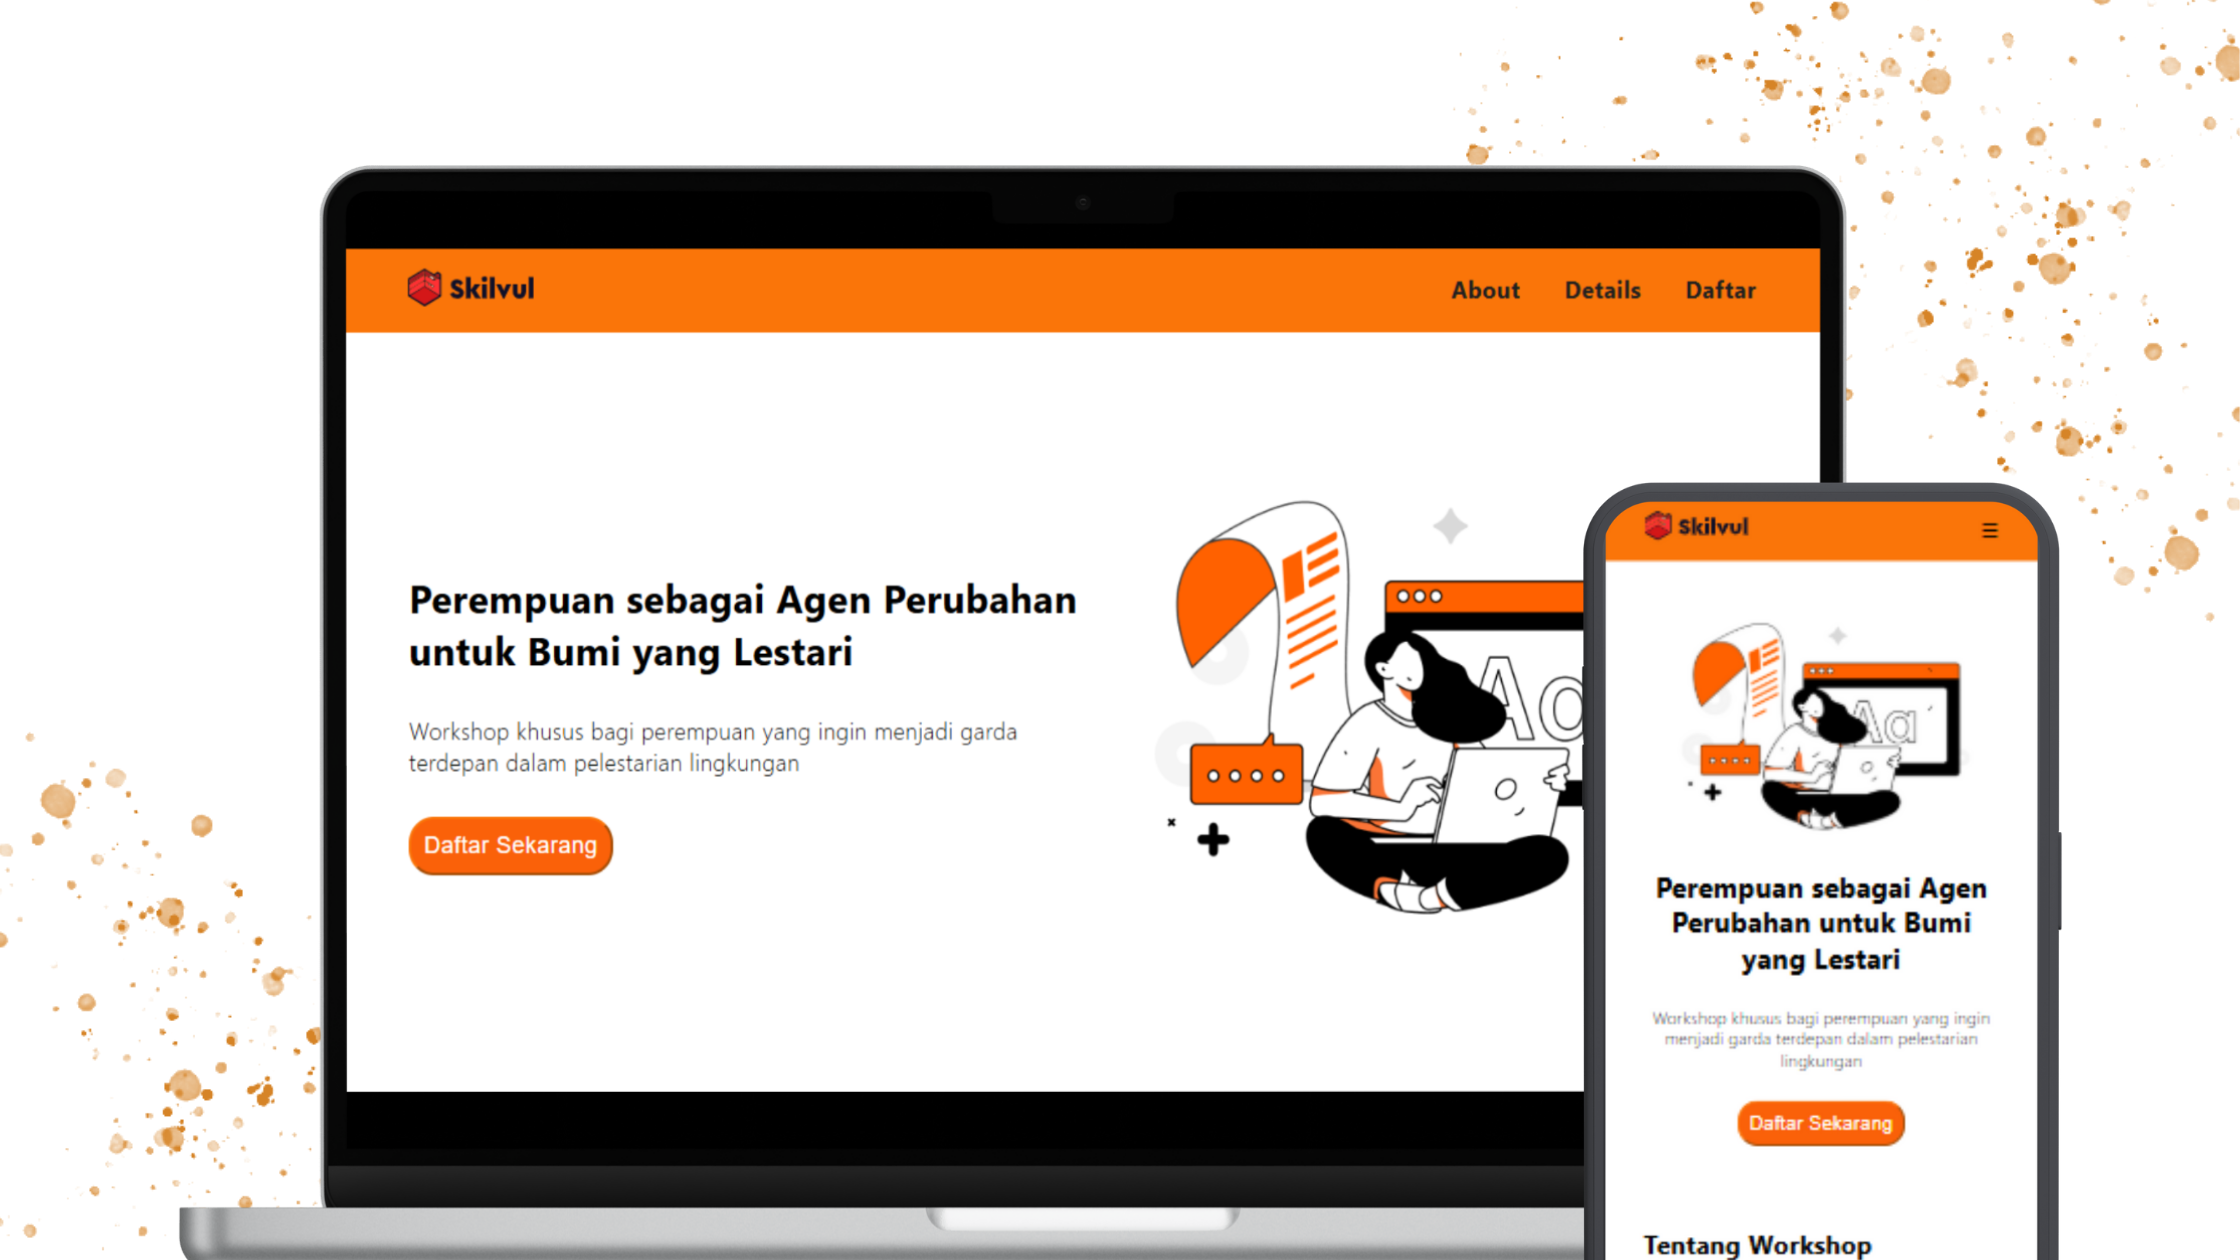 Skilvul
About Details Daftar
Perempuan sebagai Agen Perubahan
untuk Bumi yang Lestari
Workshop khusus bagi perempuan yang ingin menjadi garda
terdepan dalam pelestarian lingkungan
Daftar Sekarang
Ao
Skilvul
Aa
Perempuan sebagai Agen
Perubahan untuk Bumi
yang Lestari
Workshop khusus bagi perempuan yang ingin
menjadi garda terdepan dalam pelestarian
lingkungan
Daftar Sekarang
Tentang Workshop